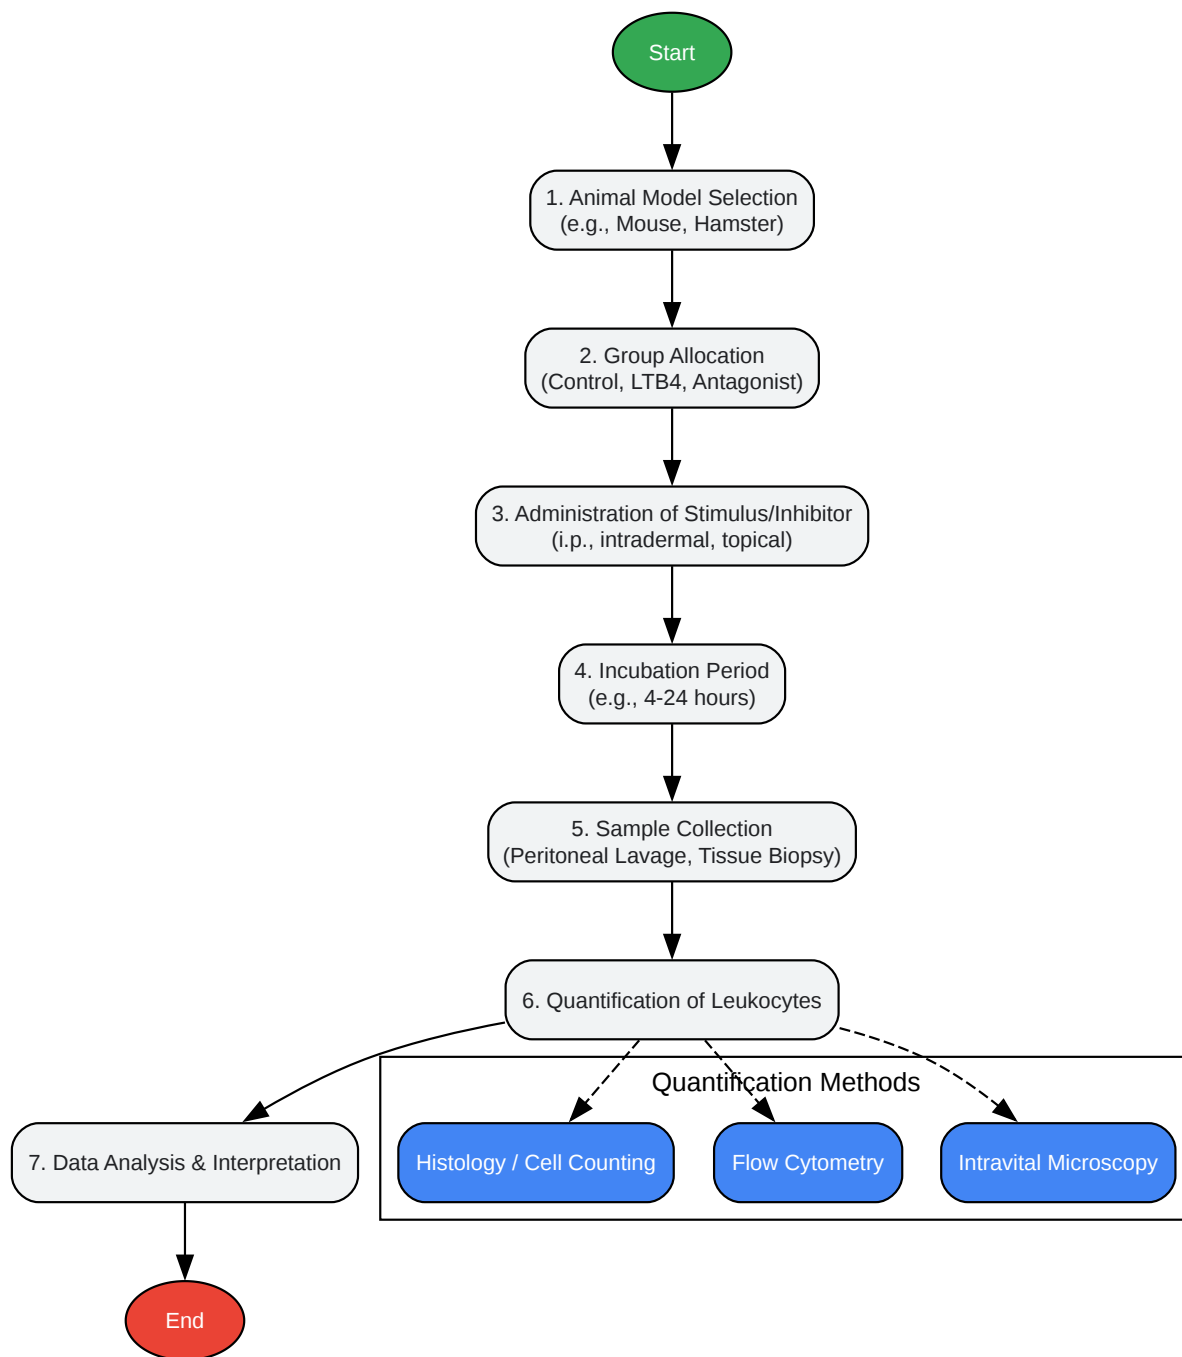 Start
1. Animal Model Selection
(e.g., Mouse, Hamster)
2. Group Allocation
(Control, LTB4, Antagonist)
3. Administration of Stimulus/Inhibitor
(i.p., intradermal, topical)
4. Incubation Period
(e.g., 4-24 hours)
5. Sample Collection
(Peritoneal Lavage, Tissue Biopsy)
6. Quantification of Leukocytes
Quantification Methods
7. Data Analysis & Interpretation
Histology / Cell Counting
Flow Cytometry
Intravital Microscopy
End